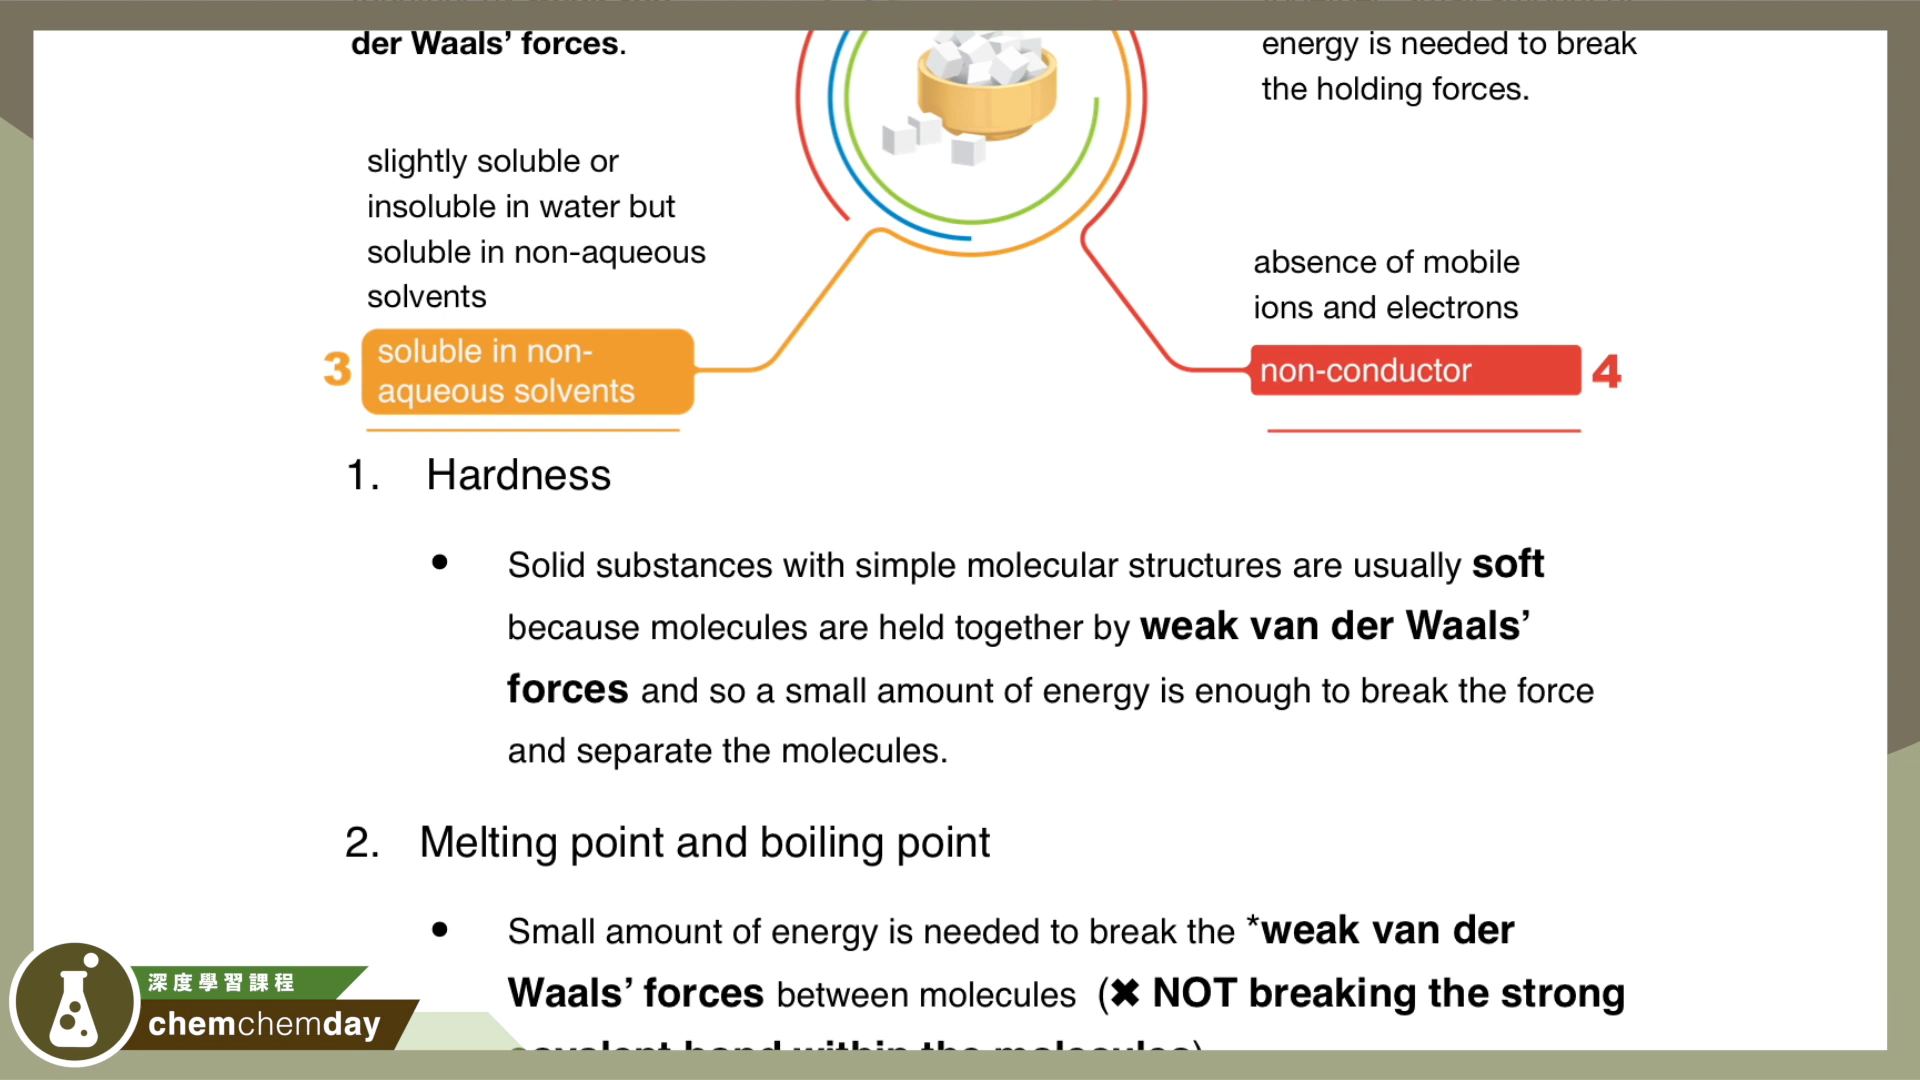 der Waals’ forces.
energy is needed to break
the holding forces.
slightly soluble or
insoluble in water but
soluble in non-aqueous
solvents
absence of mobile
ions and electrons
3 soluble in non-
aqueous solvents
non-conductor 4
1. Hardness
• Solid substances with simple molecular structures are usually soft
because molecules are held together by weak van der Waals’
forces and so a small amount of energy is enough to break the force
and separate the molecules.
2. Melting point and boiling point
• Small amount of energy is needed to break the *weak van der
Waals’ forces between molecules (✖ NOT breaking the strong
covalent bond within the molecules)
深度學習課程
chemchemday